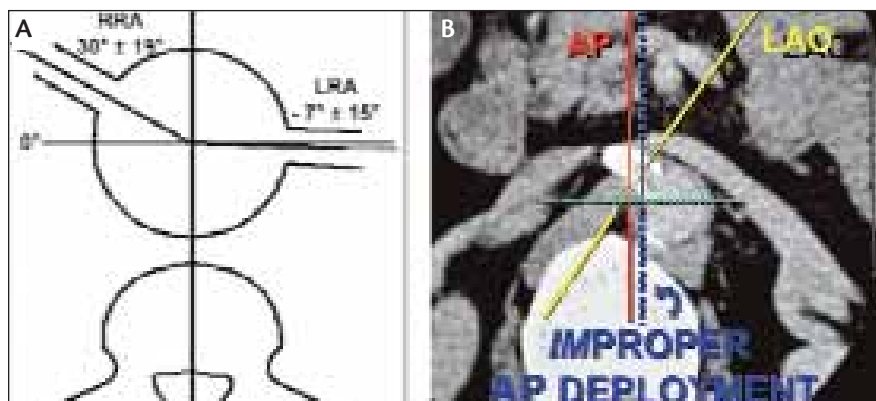 A
RRA
30° ± 15°
LRA
- 7° ± 15°
0°
B
AP
LAO
IMPROPER
AP DEPLOYMENT